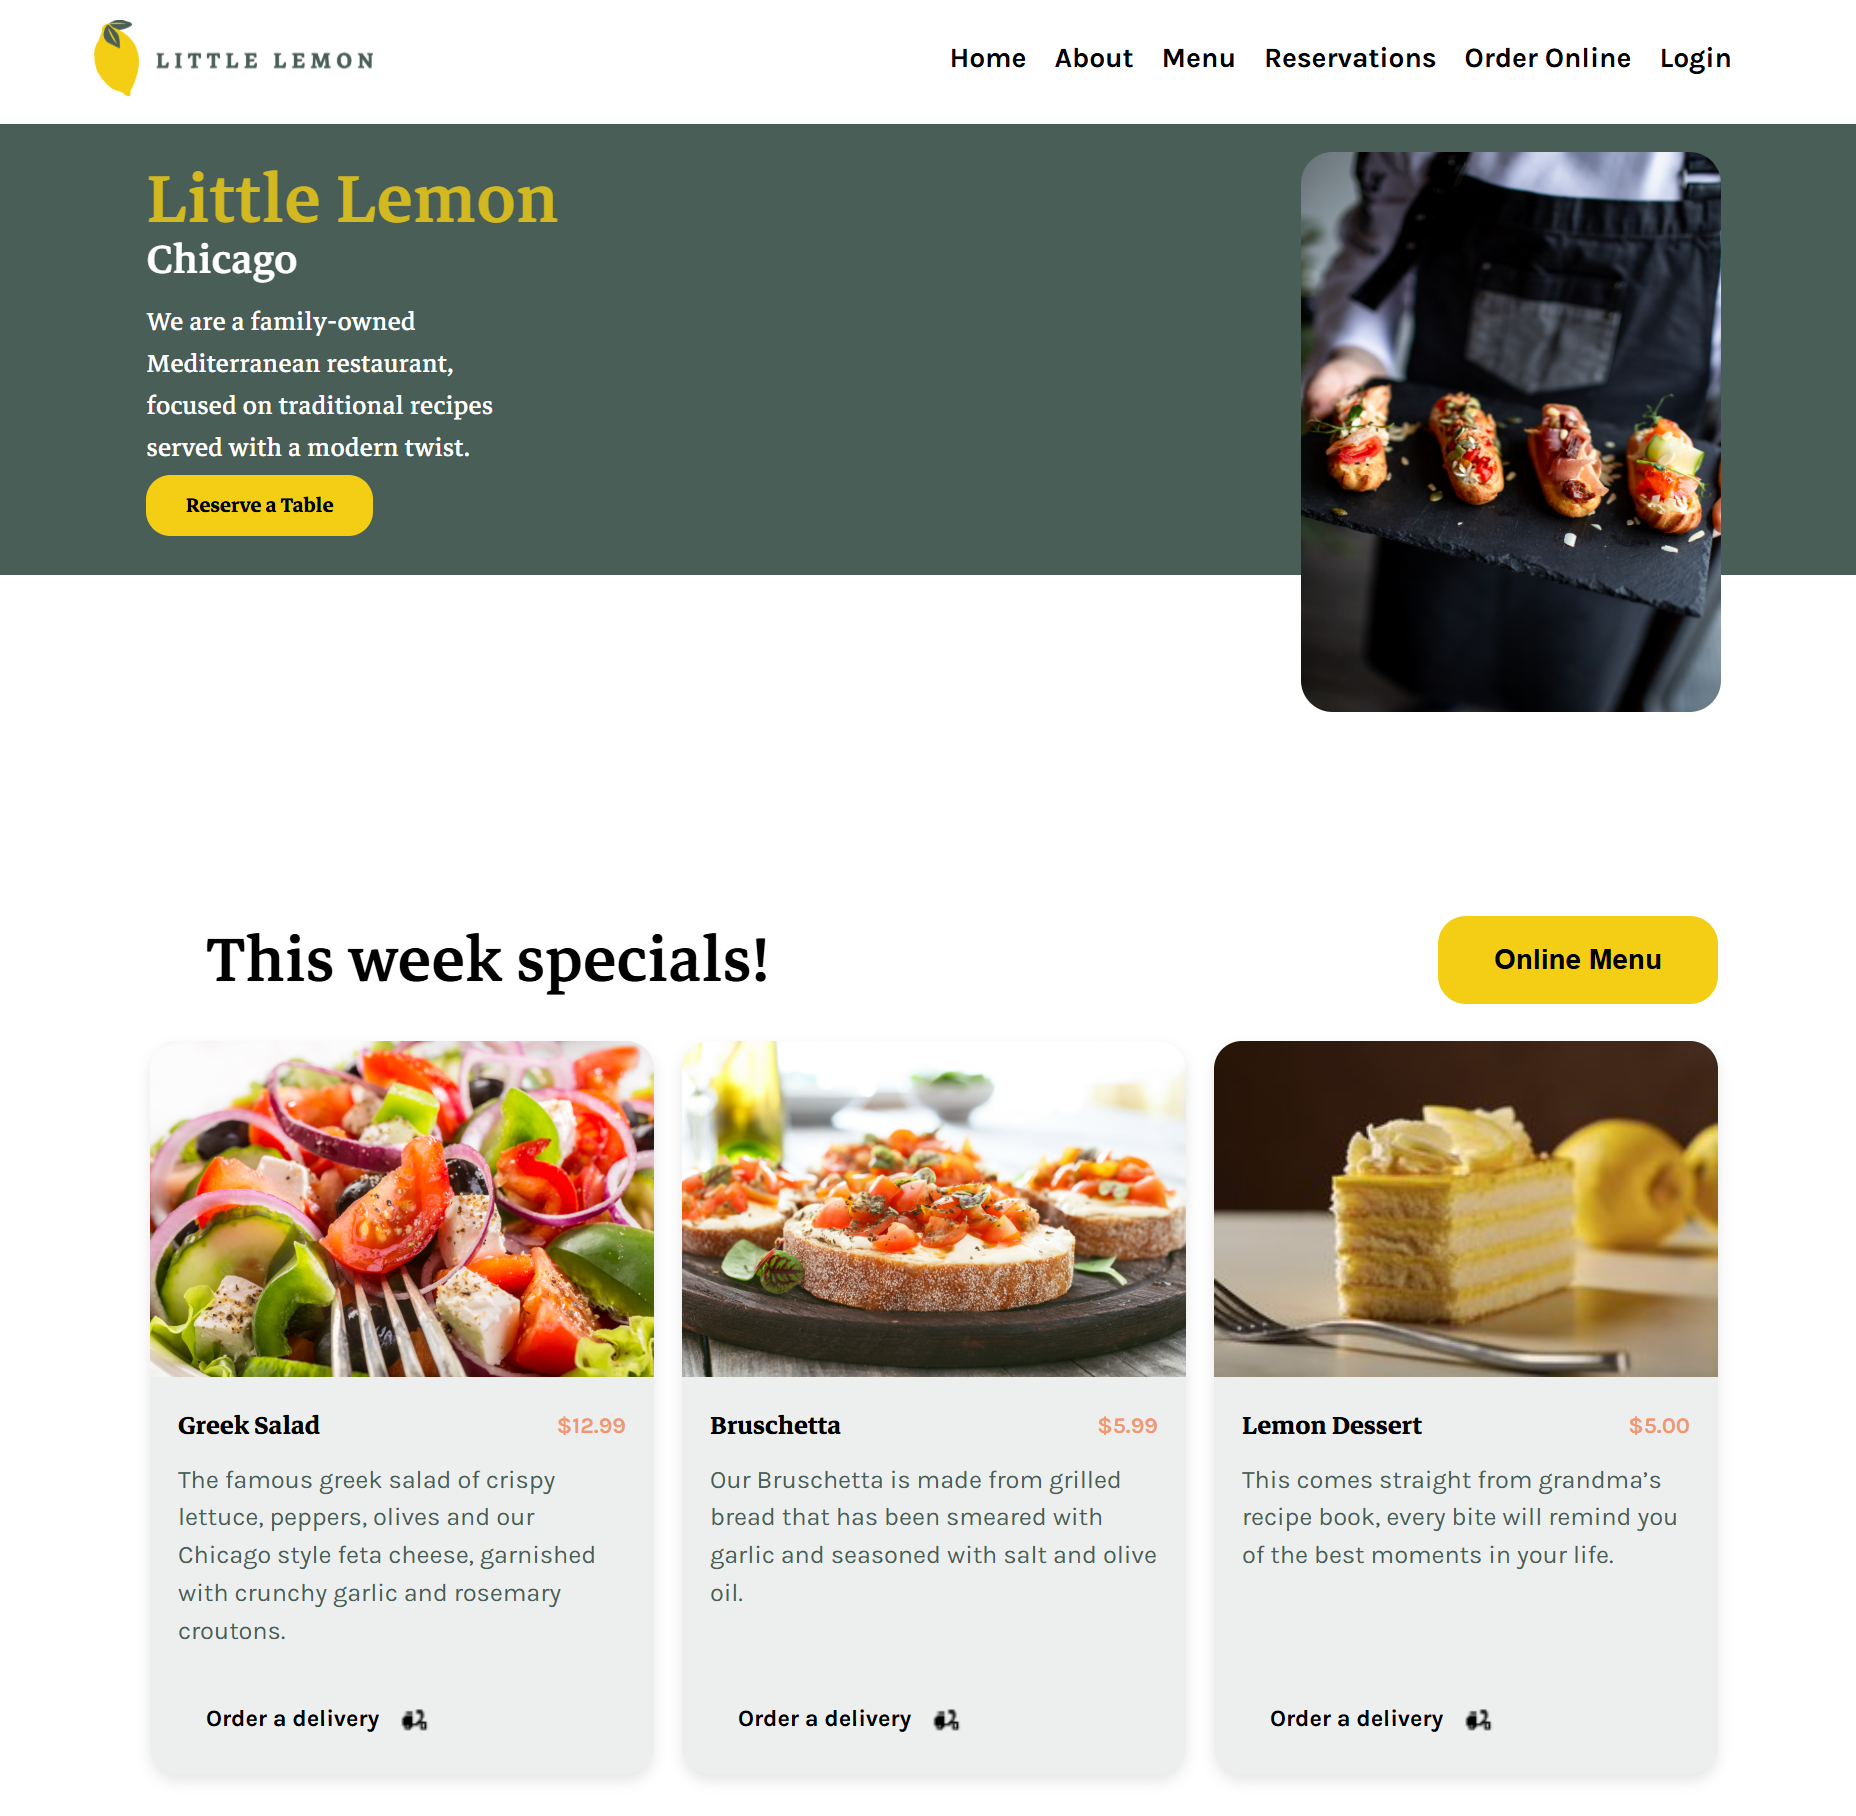 LITTLE LEMON
Home About Menu Reservations Order Online Login
Little Lemon
Chicago
We are a family-owned
Mediterranean restaurant,
focused on traditional recipes
served with a modern twist.
Reserve a Table
This week specials!
Online Menu
Greek Salad $12.99
The famous greek salad of crispy
lettuce, peppers, olives and our
Chicago style feta cheese, garnished
with crunchy garlic and rosemary
croutons.
Order a delivery
Bruschetta $5.99
Our Bruschetta is made from grilled
bread that has been smeared with
garlic and seasoned with salt and olive
oil.
Order a delivery
Lemon Dessert $5.00
This comes straight from grandma’s
recipe book, every bite will remind you
of the best moments in your life.
Order a delivery